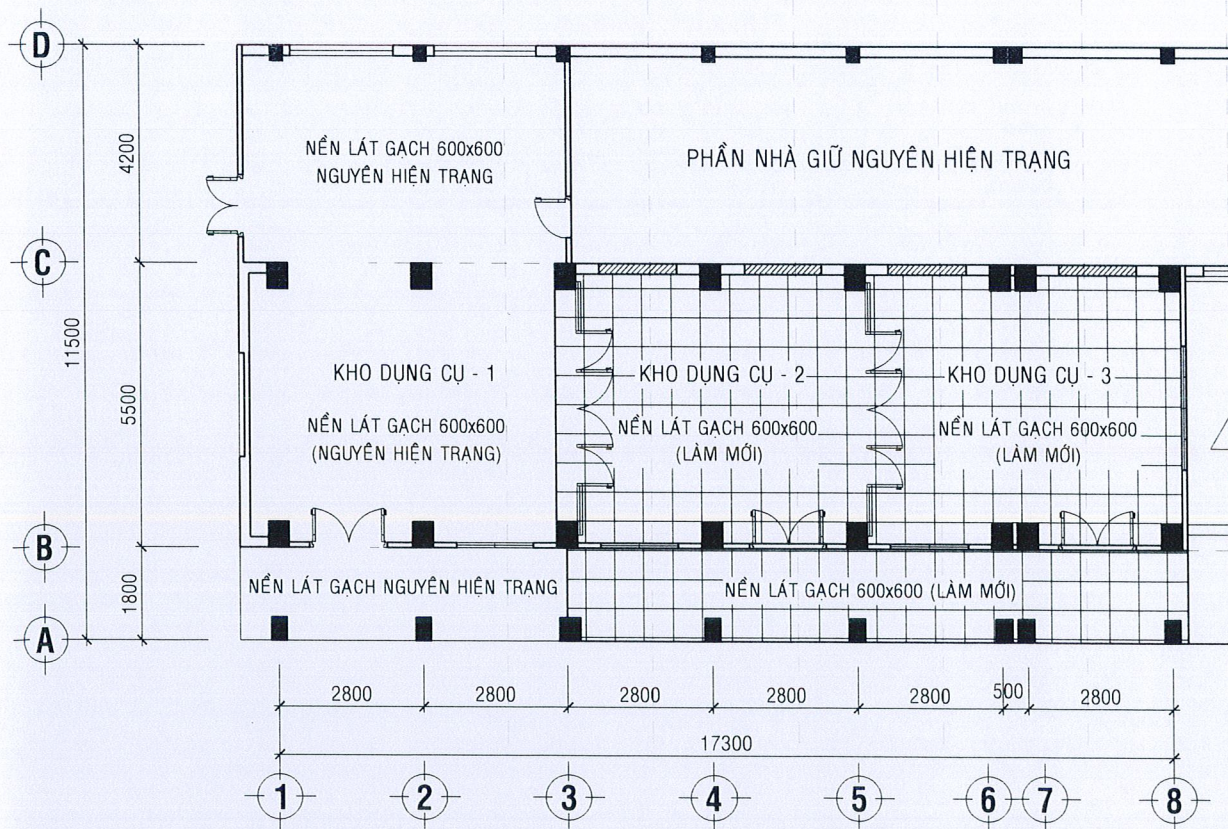 D
NỀN LÁT GẠCH 600x600
NGUYÊN HIỆN TRẠNG
PHẦN NHÀ GIỮ NGUYÊN HIỆN TRẠNG
4200
C
11500
5500
KHO DỤNG CỤ - 1
KHO DỤNG CỤ - 2
KHO DỤNG CỤ - 3
NỀN LÁT GẠCH 600x600
(NGUYÊN HIỆN TRẠNG)
NỀN LÁT GẠCH 600x600
(LÀM MỚI)
NỀN LÁT GẠCH 600x600
(LÀM MỚI)
B
1800
NỀN LÁT GẠCH NGUYÊN HIỆN TRẠNG
NỀN LÁT GẠCH 600x600 (LÀM MỚI)
A
2800 2800 2800 2800 2800 500 2800
17300
1 2 3 4 5 6 7 8